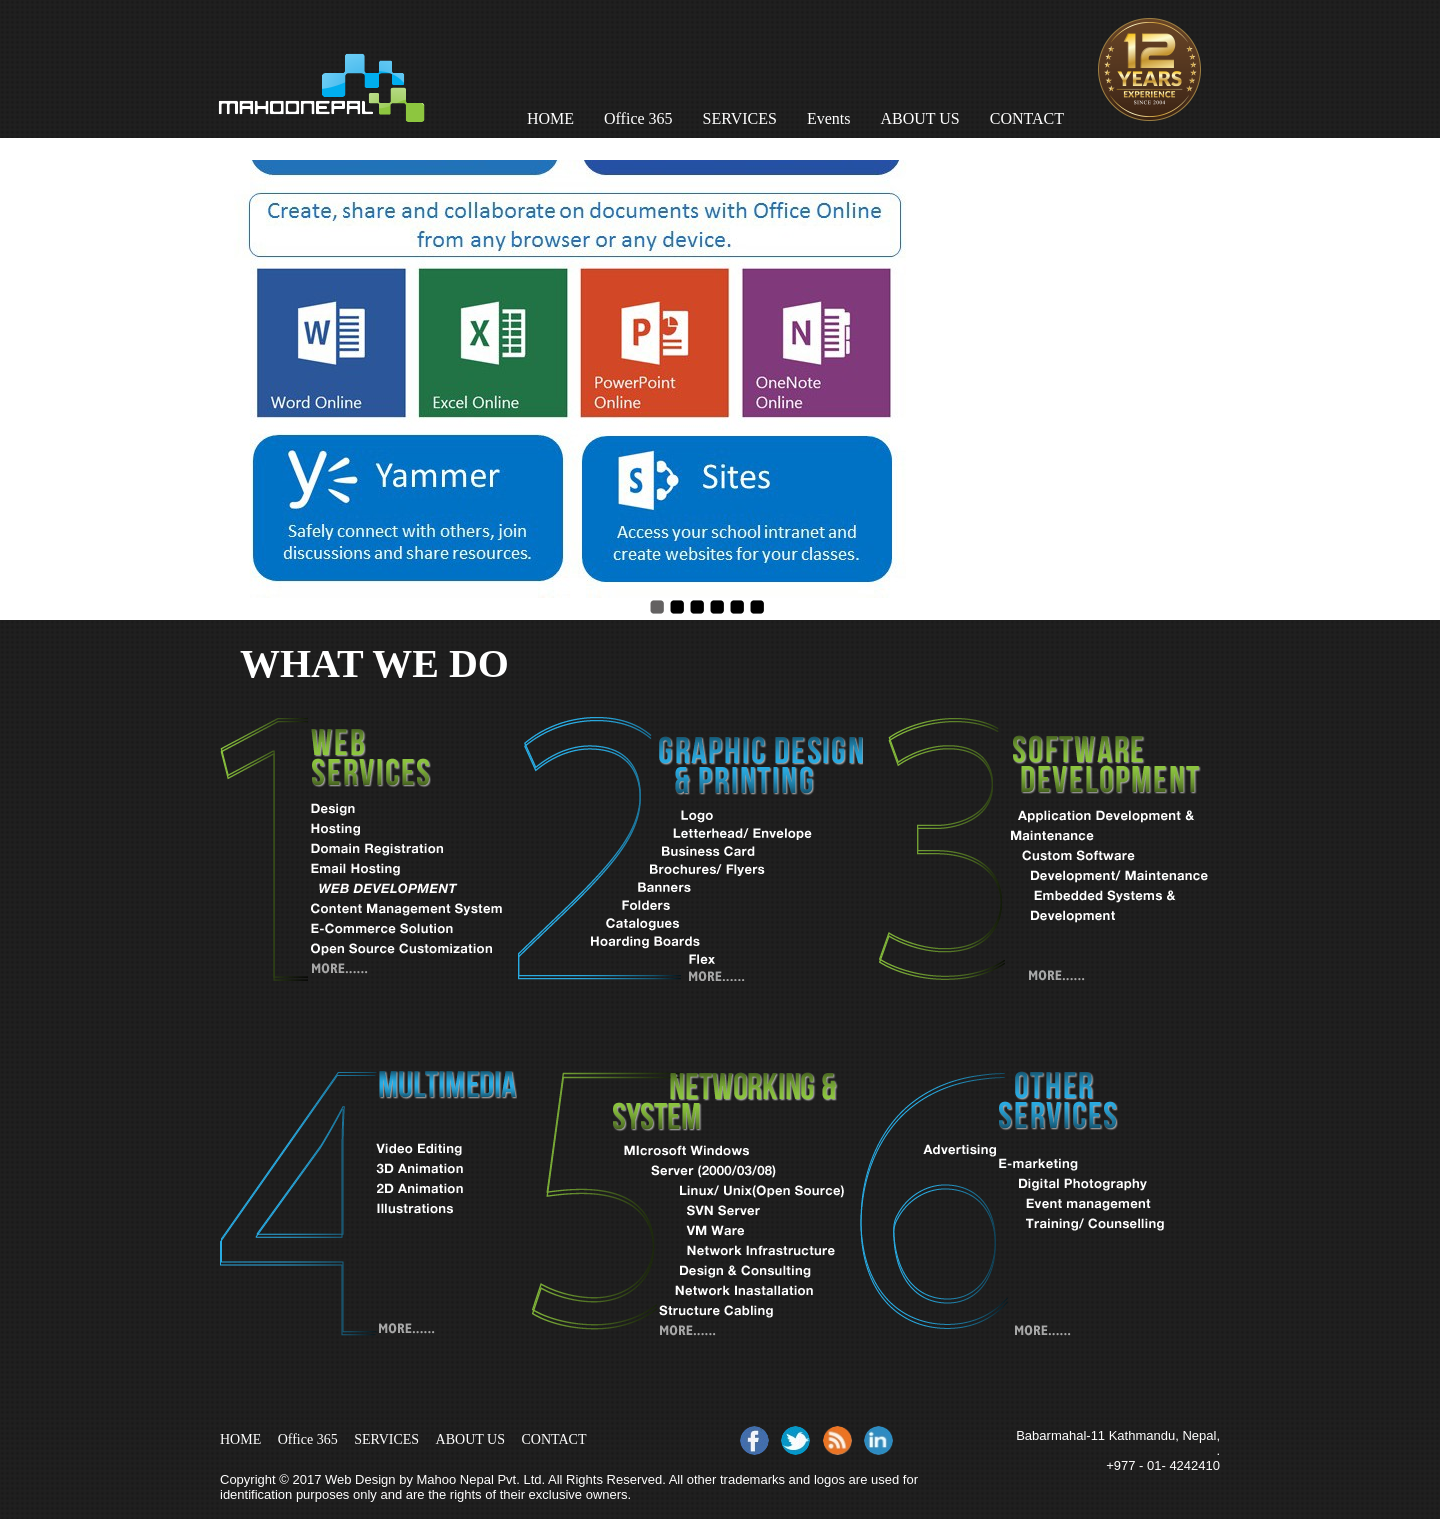 MAHOONEPAL
HOME
Office 365
SERVICES
Events
ABOUT US
CONTACT
12
YEARS
EXPERIENCE
SINCE 2004
Create, share and collaborate on documents with Office Online
from any browser or any device.
W
Word Online
X
Excel Online
P
PowerPoint
Online
N
OneNote
Online
Yammer
Safely connect with others, join
discussions and share resources.
S
Sites
Access your school intranet and
create websites for your classes.
WHAT WE DO
1
WEB
SERVICES
Design
Hosting
Domain Registration
Email Hosting
WEB DEVELOPMENT
Content Management System
E-Commerce Solution
Open Source Customization
MORE......
2
GRAPHIC DESIGN
& PRINTING
Logo
Letterhead/ Envelope
Business Card
Brochures/ Flyers
Banners
Folders
Catalogues
Hoarding Boards
Flex
MORE......
3
SOFTWARE
DEVELOPMENT
Application Development &
Maintenance
Custom Software
Development/ Maintenance
Embedded Systems &
Development
MORE......
4
MULTIMEDIA
Video Editing
3D Animation
2D Animation
Illustrations
MORE......
5
NETWORKING &
SYSTEM
MIcrosoft Windows
Server (2000/03/08)
Linux/ Unix(Open Source)
SVN Server
VM Ware
Network Infrastructure
Design & Consulting
Network Inastallation
Structure Cabling
MORE......
6
OTHER
SERVICES
Advertising
E-marketing
Digital Photography
Event management
Training/ Counselling
MORE......
HOME
Office 365
SERVICES
ABOUT US
CONTACT
f
in
Babarmahal-11 Kathmandu, Nepal,
.
+977 - 01- 4242410
Copyright © 2017 Web Design by Mahoo Nepal Pvt. Ltd. All Rights Reserved. All other trademarks and logos are used for
identification purposes only and are the rights of their exclusive owners.